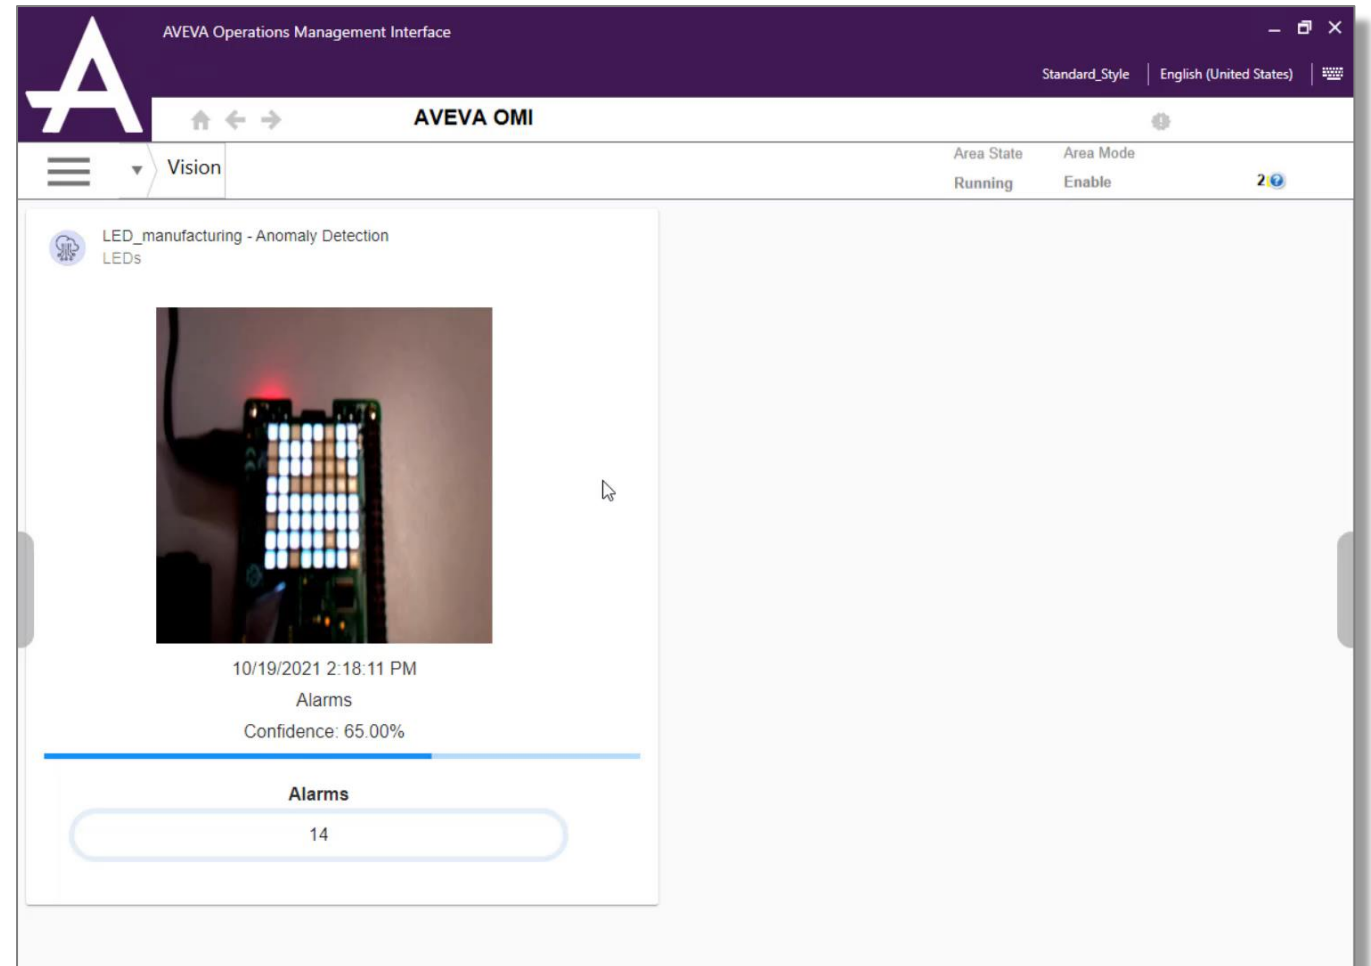 AVEVA Operations Management Interface
Standard_Style English (United States)
AVEVA OMI
Vision
Area State Area Mode
Running Enable 2
LED_manufacturing - Anomaly Detection
LEDs
10/19/2021 2:18:11 PM
Alarms
Confidence: 65.00%
Alarms
14